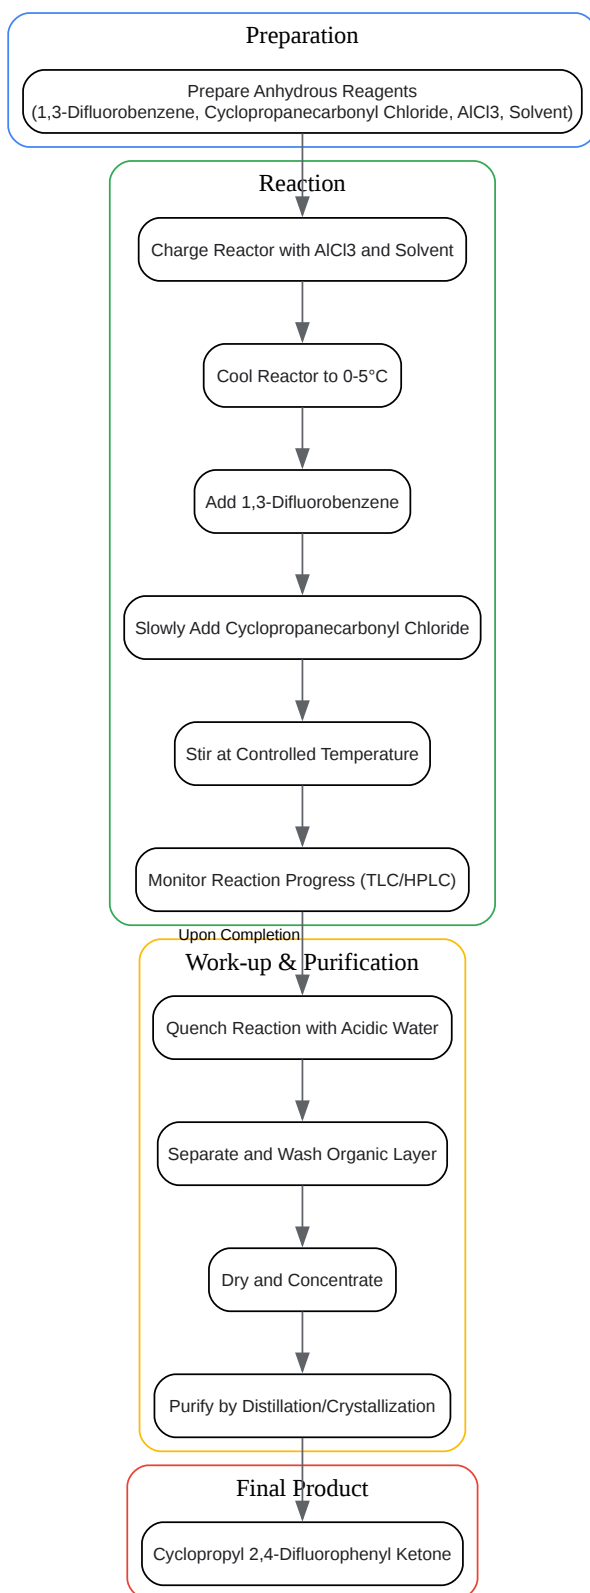 Preparation
Prepare Anhydrous Reagents
(1,3-Difluorobenzene, Cyclopropanecarbonyl Chloride, AlCl3, Solvent)
Reaction
Charge Reactor with AlCl3 and Solvent
Cool Reactor to 0-5°C
Add 1,3-Difluorobenzene
Slowly Add Cyclopropanecarbonyl Chloride
Stir at Controlled Temperature
Monitor Reaction Progress (TLC/HPLC)
Upon Completion
Work-up & Purification
Quench Reaction with Acidic Water
Separate and Wash Organic Layer
Dry and Concentrate
Purify by Distillation/Crystallization
Final Product
Cyclopropyl 2,4-Difluorophenyl Ketone